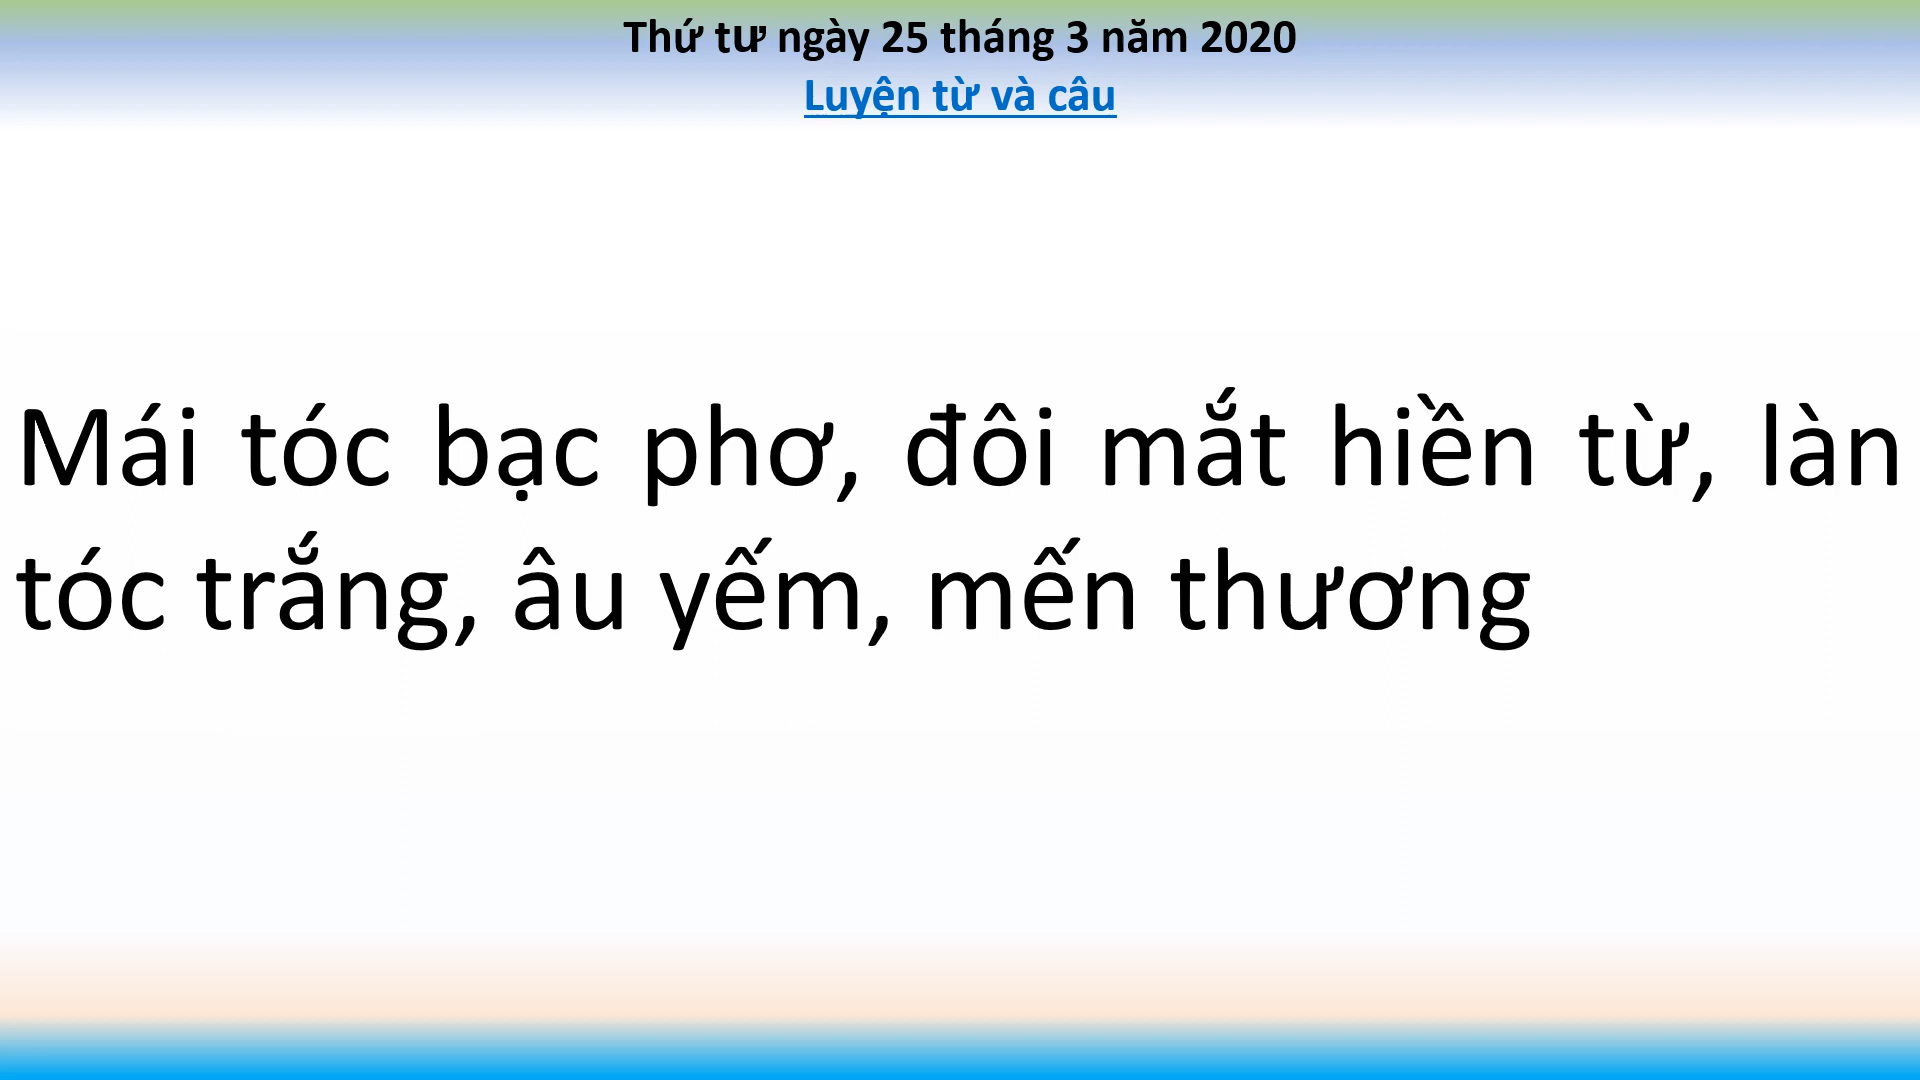 Thứ tư ngày 25 tháng 3 năm 2020
Luyện từ và câu
Mái tóc bạc phơ, đôi mắt hiền từ, làn
tóc trắng, âu yếm, mến thương